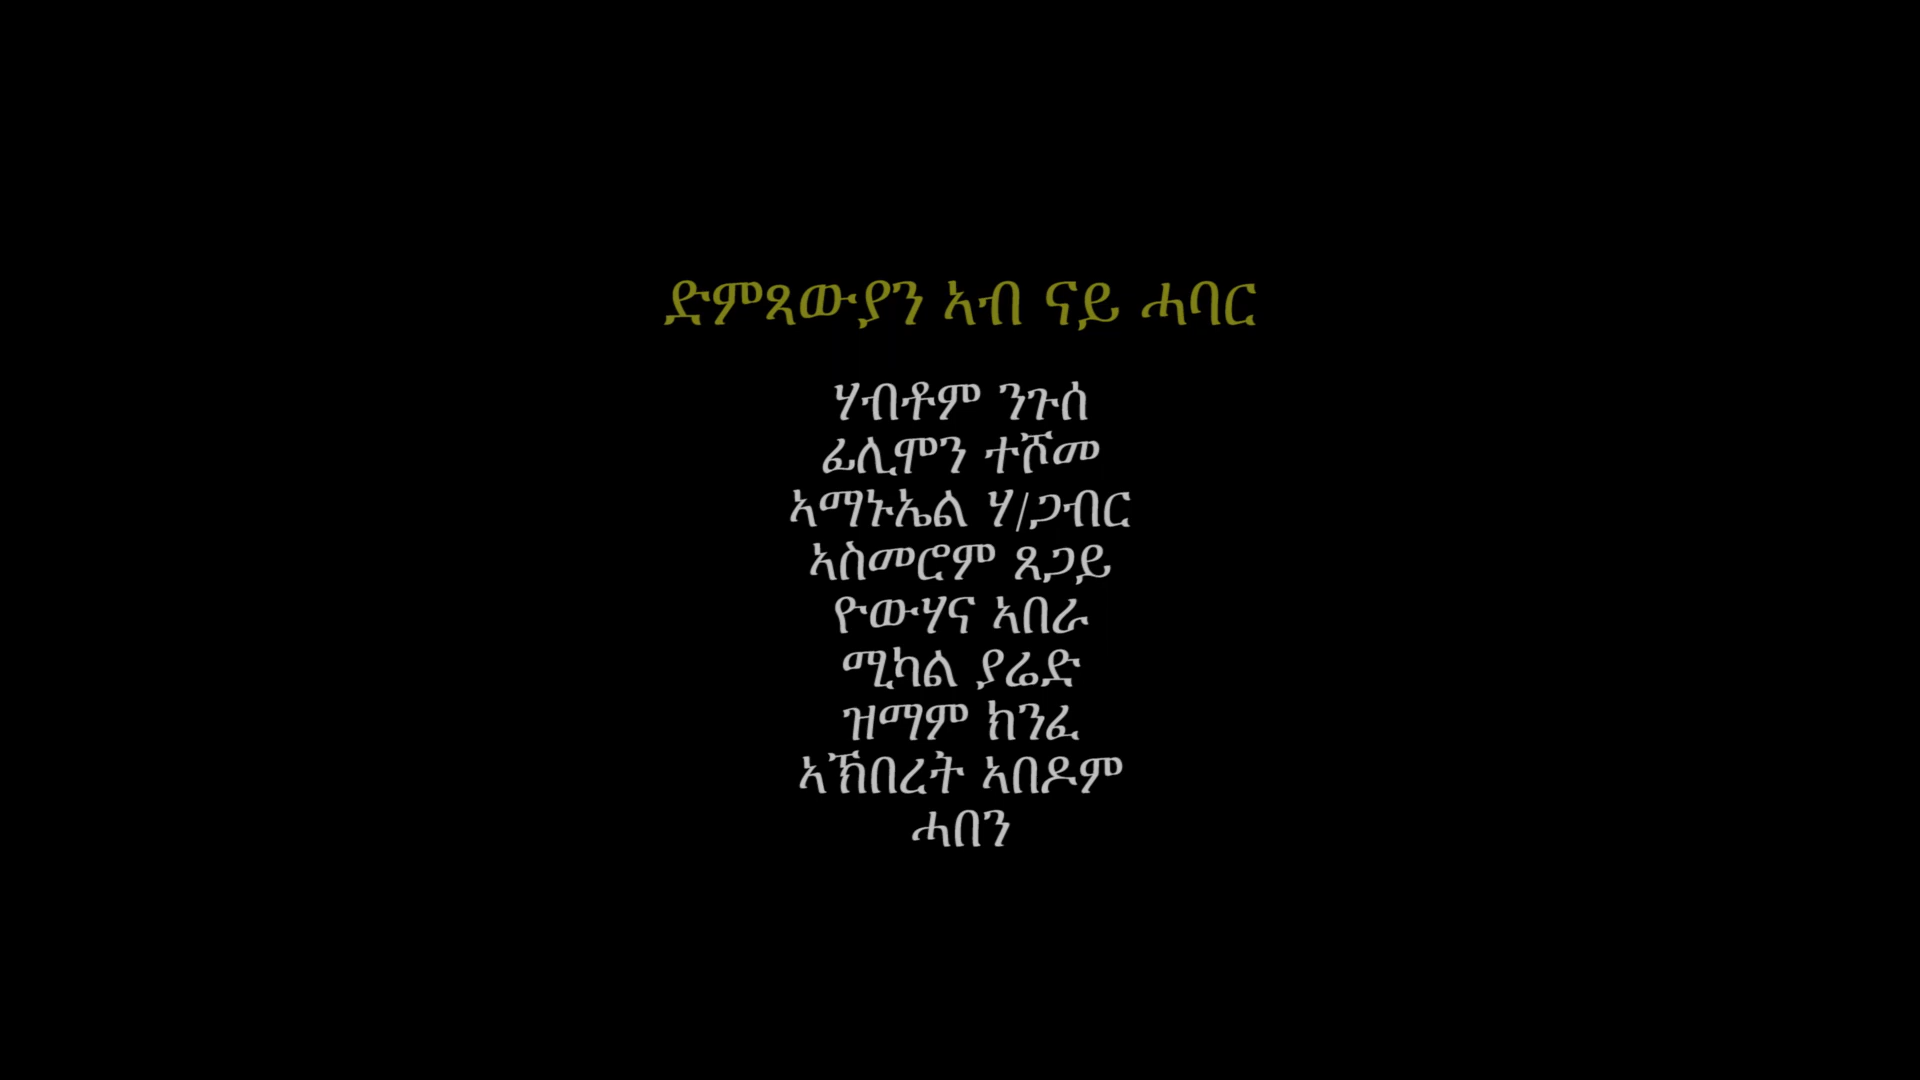 ድምጻውያን ኣብ ናይ ሓባር
ሃብቶም ንጉሰ
ፊሊሞን ተሾመ
ኣማኑኤል ሃ/ጋብር
ኣስመሮም ጸጋይ
ዮውሃና ኣበራ
ሚካል ያሬድ
ዝማም ክንፈ
ኣኽበረት ኣበዶም
ሓበን